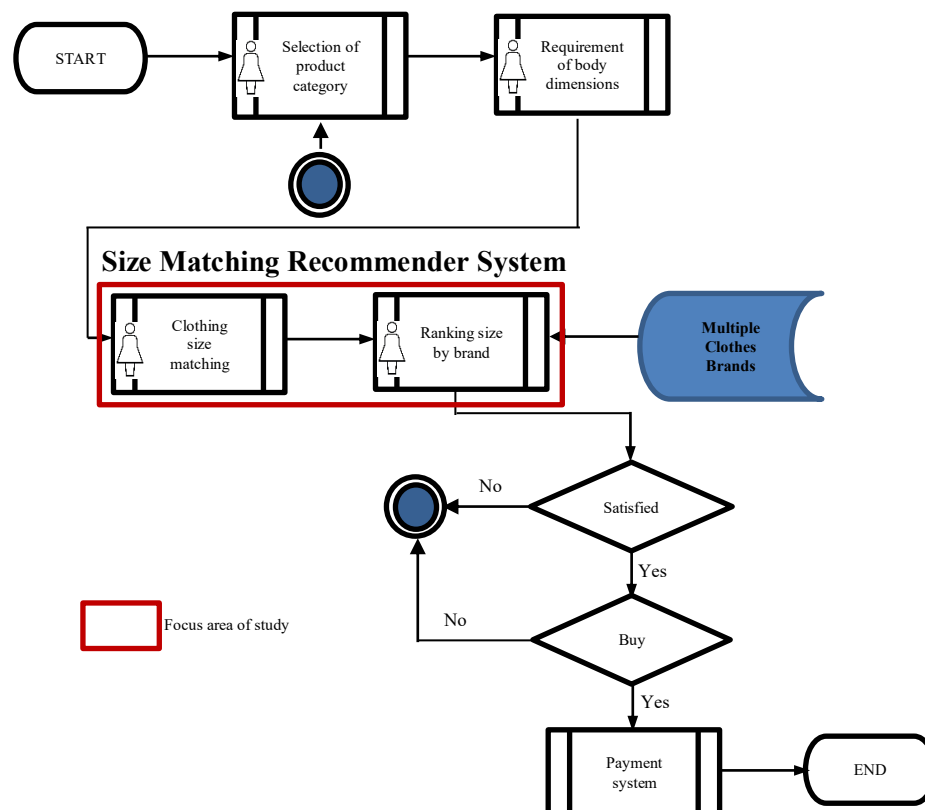 START
Selection of
product
category
Requirement
of body
dimensions
Size Matching Recommender System
Clothing
size
matching
Ranking size
by brand
Multiple
Clothes
Brands
No
Satisfied
Yes
Focus area of study
No
Buy
Yes
Payment
system
END